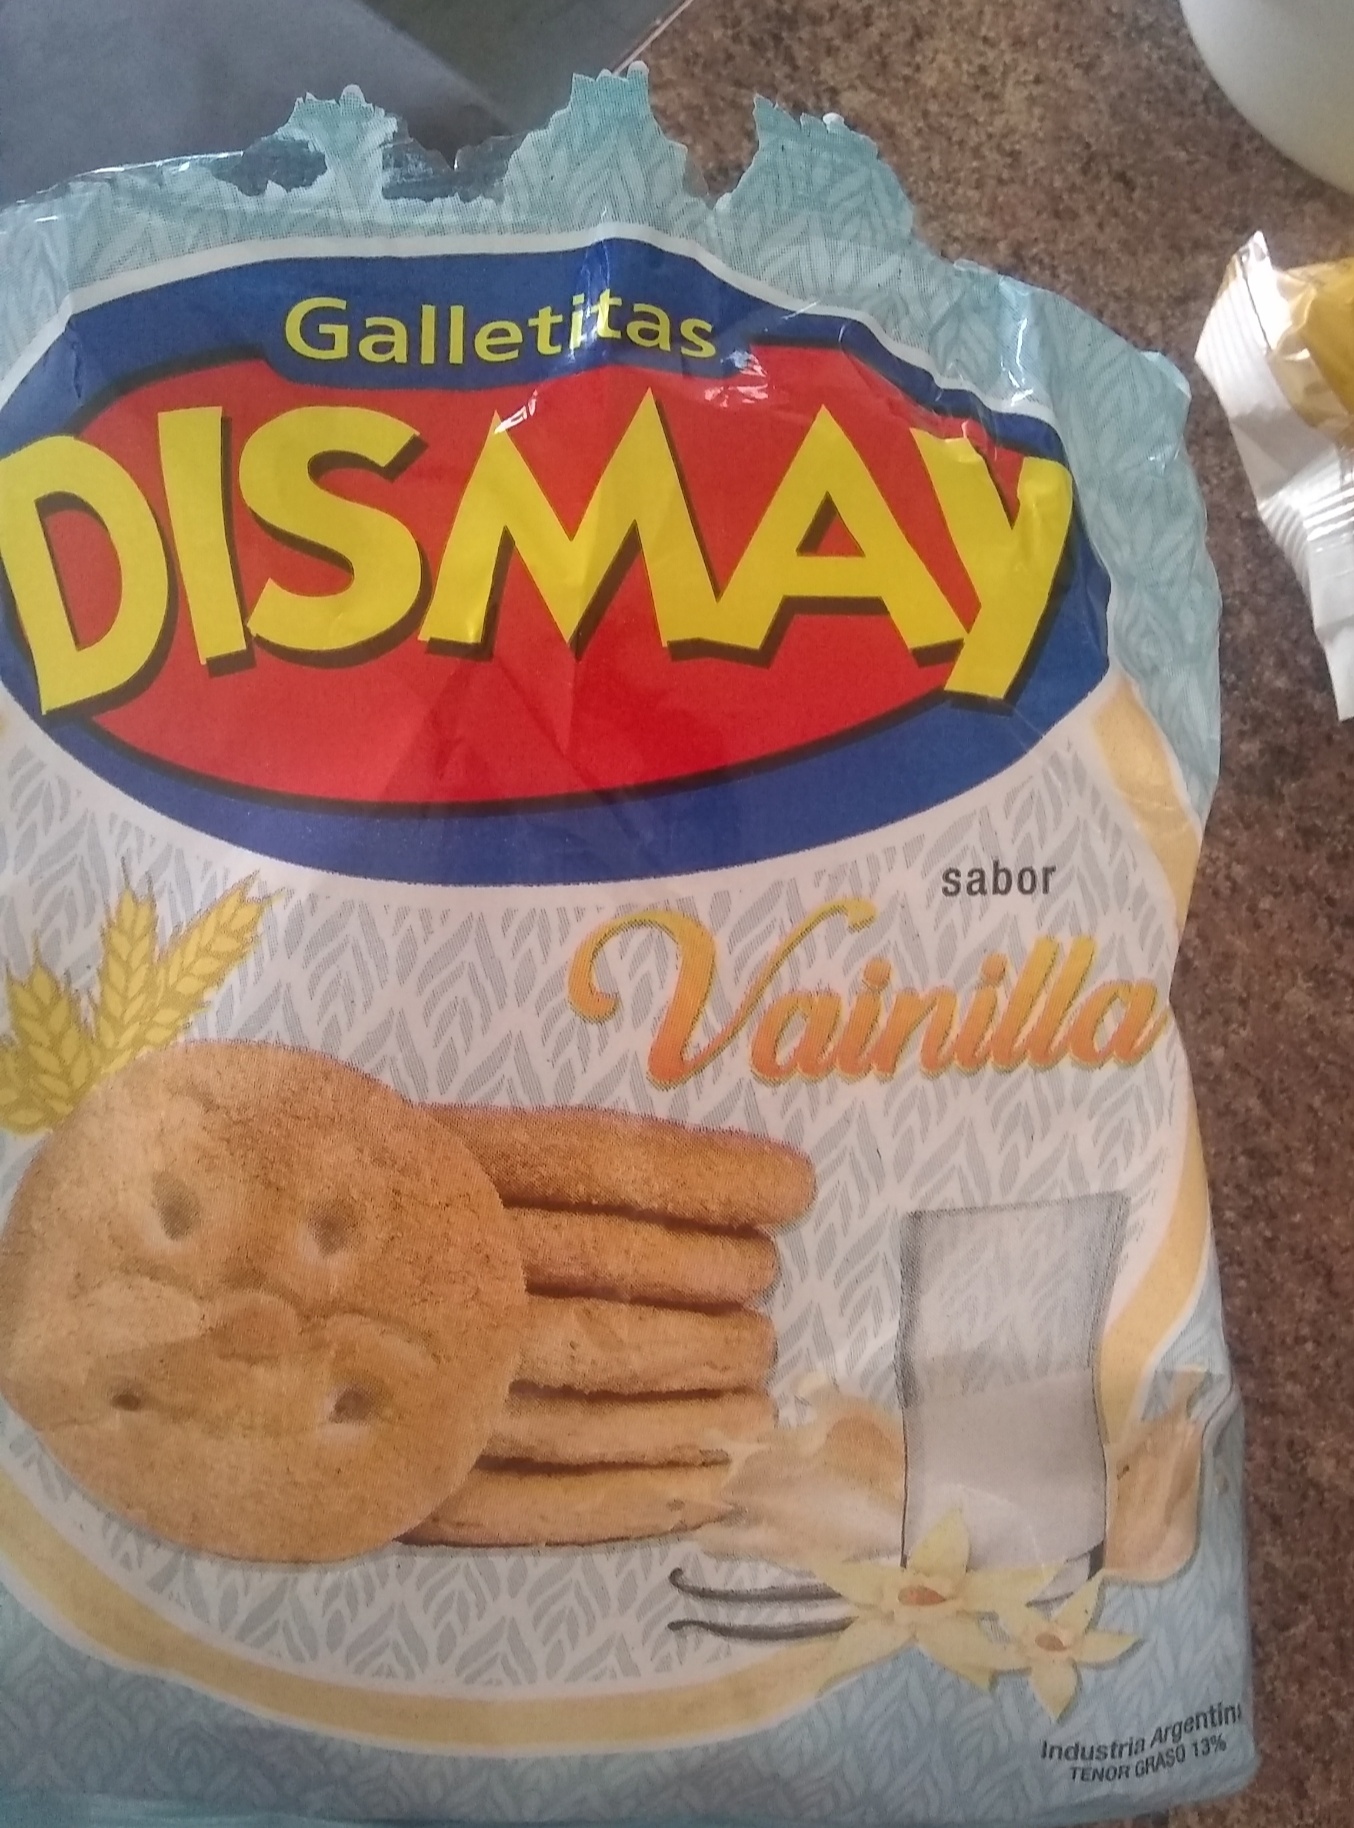 Galletitas
DISMAY
sabor
Vainilla
Industria Argentina
TENOR GRASO 13%